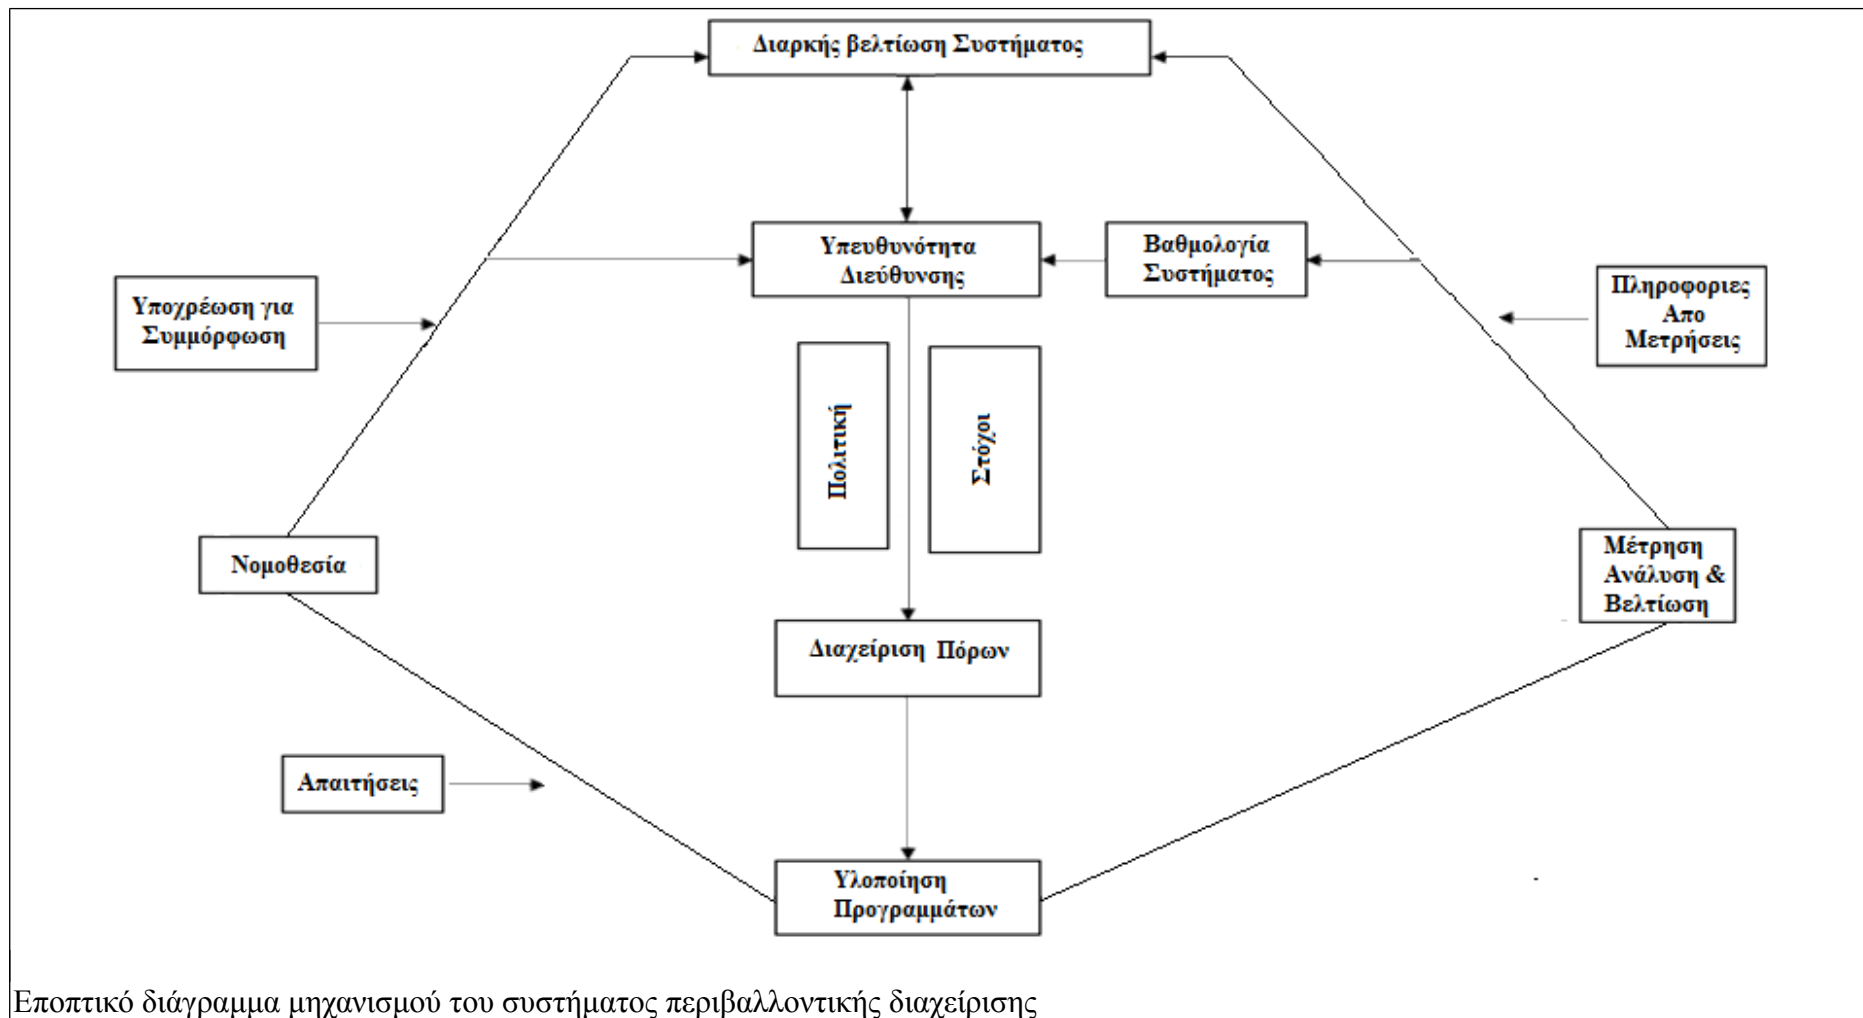 Διαρκής βελτίωση Συστήματος
Υπευθυνότητα
Διεύθυνσης
Βαθμολογία
Συστήματος
Υποχρέωση για
Συμμόρφωση
Πληροφοριες
Απο
Μετρήσεις
Πολιτική
Στόχοι
Νομοθεσία
Μέτρηση
Ανάλυση &
Βελτίωση
Διαχείριση Πόρων
Απαιτήσεις
Υλοποίηση
Προγραμμάτων
Εποπτικό διάγραμμα μηχανισμού του συστήματος περιβαλλοντικής διαχείρισης